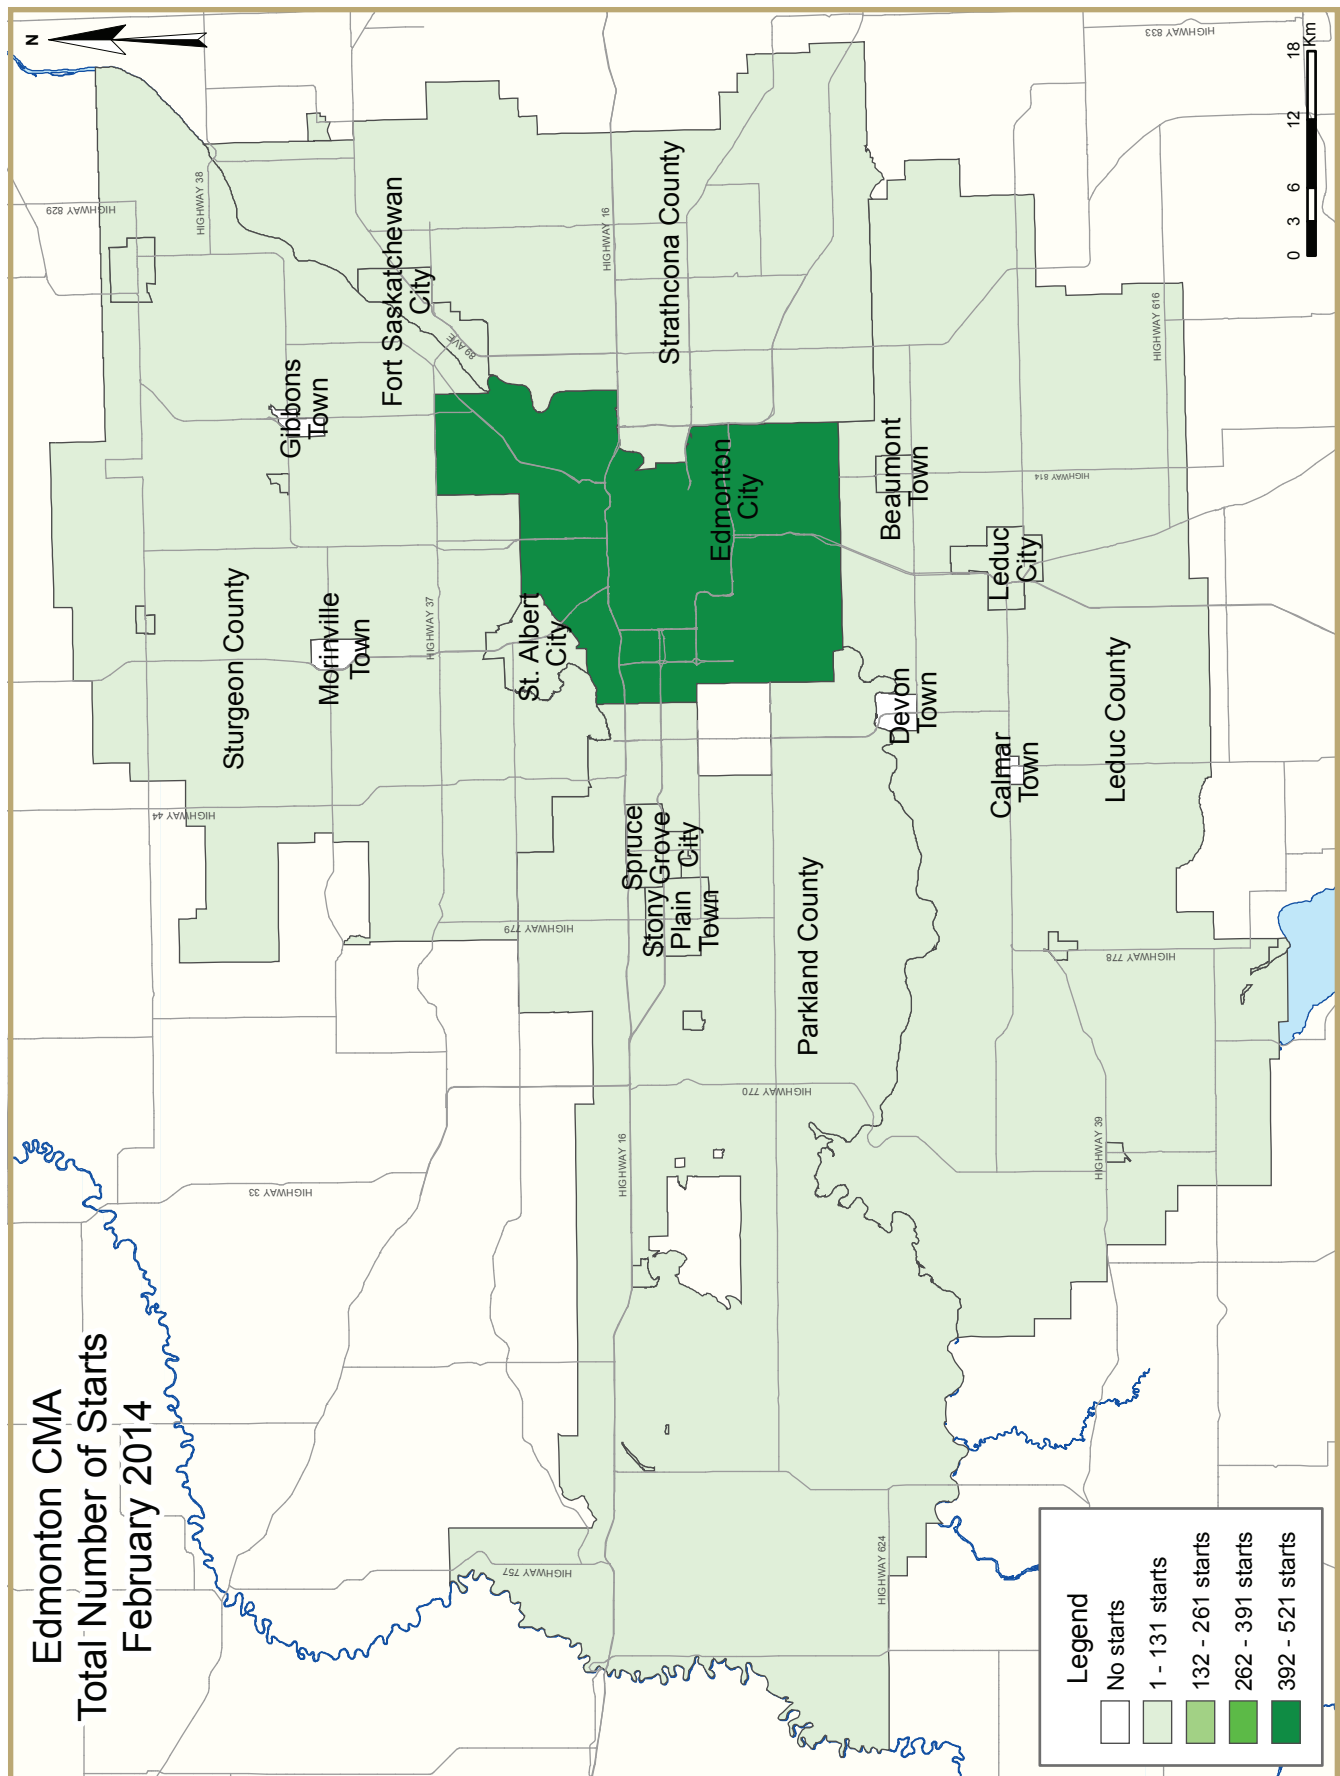 Edmonton CMA
Total Number of Starts
February 2014
N
HIGHWAY 829
HIGHWAY 38
HIGHWAY 833
HIGHWAY 44
Sturgeon County
Gibbons
Town
Morinville
Town
HIGHWAY 33
HIGHWAY 37
Fort Saskatchewan
City
89 AVE
HIGHWAY 779
St. Albert
City
HIGHWAY 757
HIGHWAY 16
HIGHWAY 16
Spruce
Grove
City
Stony
Plain
Town
Strathcona County
Edmonton
City
HIGHWAY 770
Parkland County
HIGHWAY 624
Devon
Town
Beaumont
Town
Calmar
Town
Leduc
City
HIGHWAY 814
HIGHWAY 39
HIGHWAY 778
Leduc County
HIGHWAY 616
Legend
No starts
1 - 131 starts
132 - 261 starts
262 - 391 starts
392 - 521 starts
0 3 6 12 18
Km